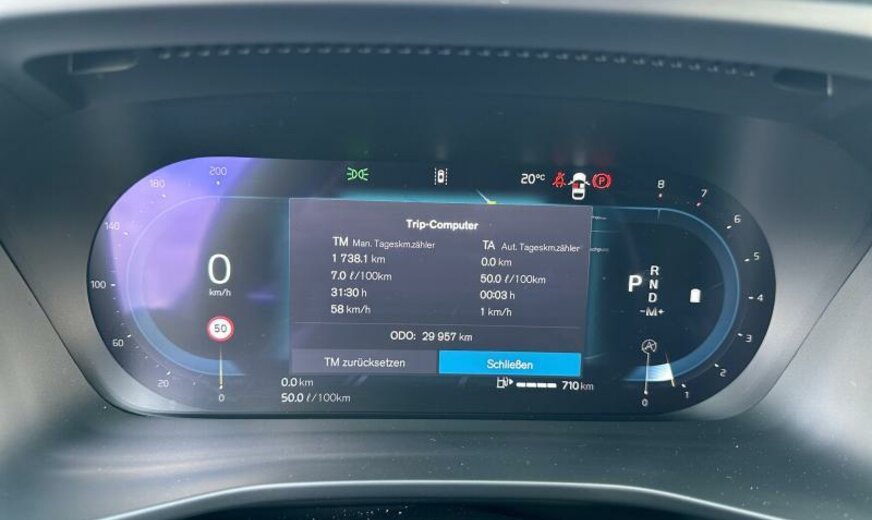 200
180
140
100
60
20
0
0
km/h
50
20°C
P
8
7
6
5
4
3
2
1
0
Trip-Computer
TM Man. Tageskm.zähler
1 738.1 km
7.0 ℓ/100km
31:30 h
58 km/h
TA Aut. Tageskm.zähler
0.0 km
50.0 ℓ/100km
00:03 h
1 km/h
ODO: 29 957 km
TM zurücksetzen
Schließen
P
R
N
D
-M+
0.0 km
50.0 ℓ/100km
710 km